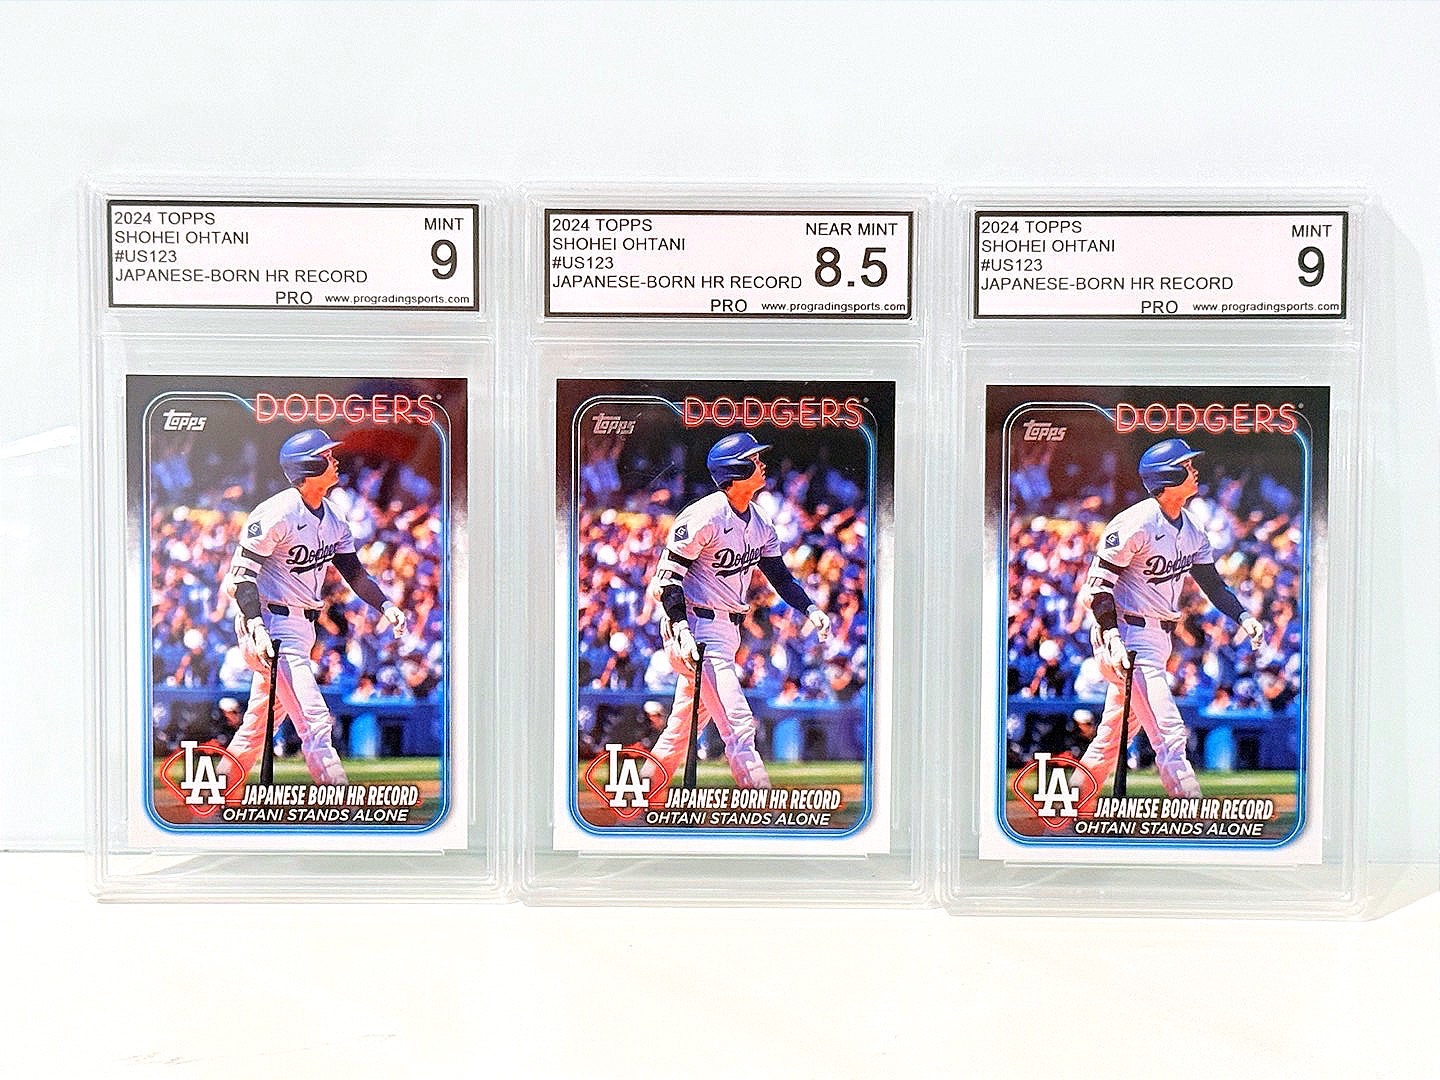 2024 TOPPS
SHOHEI OHTANI
#US123
JAPANESE-BORN HR RECORD
MINT
9
PRO www.progradingsports.com
Topps
DODGERS
Dodgers
LA
JAPANESE BORN HR RECORD
OHTANI STANDS ALONE
2024 TOPPS
SHOHEI OHTANI
#US123
JAPANESE-BORN HR RECORD
NEAR MINT
8.5
PRO www.progradingsports.com
Topps
DODGERS
Dodgers
LA
JAPANESE BORN HR RECORD
OHTANI STANDS ALONE
2024 TOPPS
SHOHEI OHTANI
#US123
JAPANESE-BORN HR RECORD
MINT
9
PRO www.progradingsports.com
Topps
DODGERS
Dodgers
LA
JAPANESE BORN HR RECORD
OHTANI STANDS ALONE